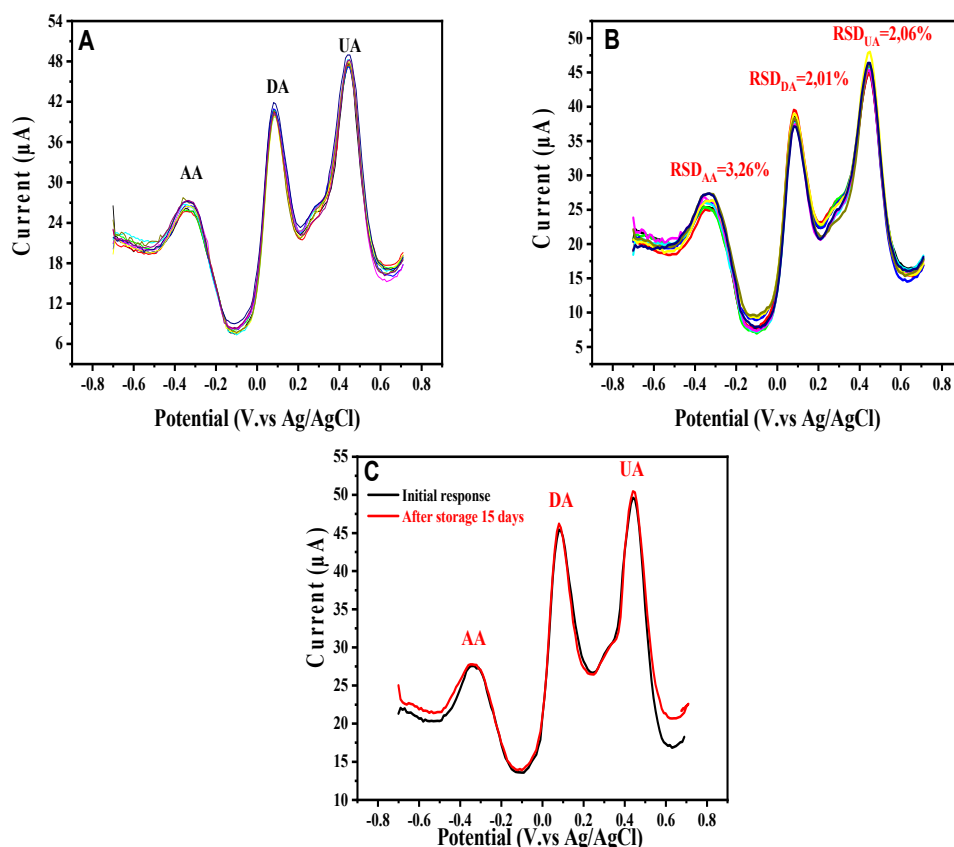 A
54
48
42
36
30
24
18
12
6
Current (µA)
AA
DA
UA
-0.8 -0.6 -0.4 -0.2 0.0 0.2 0.4 0.6 0.8
Potential (V.vs Ag/AgCl)
B
50
45
40
35
30
25
20
15
10
5
Current (µA)
RSDAA=3,26%
RSDDA=2,01%
RSDUA=2,06%
-0.8 -0.6 -0.4 -0.2 0.0 0.2 0.4 0.6 0.8
Potential (V.vs Ag/AgCl)
C
55
50
45
40
35
30
25
20
15
10
Current (µA)
Initial response
After storage 15 days
AA
DA
UA
-0.8 -0.6 -0.4 -0.2 0.0 0.2 0.4 0.6 0.8
Potential (V.vs Ag/AgCl)